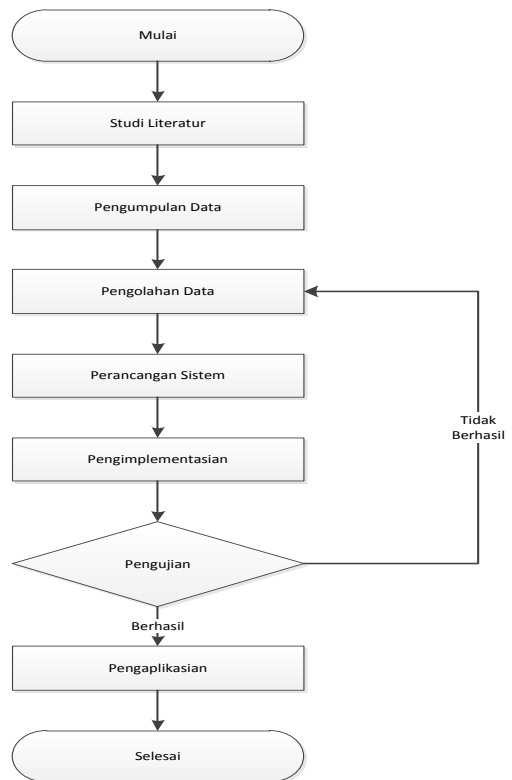 Mulai
Studi Literatur
Pengumpulan Data
Pengolahan Data
Perancangan Sistem
Pengimplementasian
Tidak
Berhasil
Pengujian
Berhasil
Pengaplikasian
Selesai